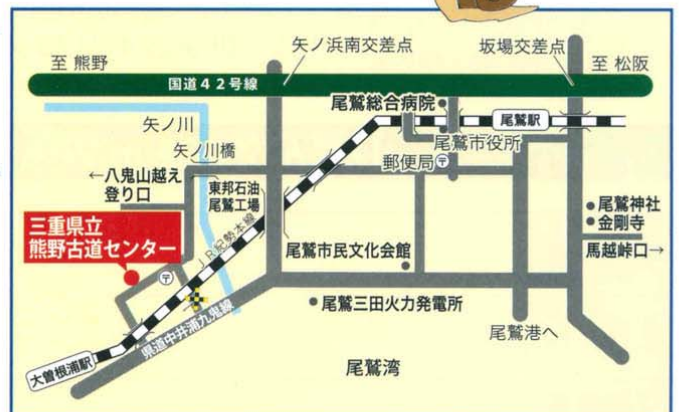 矢ノ浜南交差点
坂場交差点
至 熊野
至 松阪
国道42号線
尾鷲総合病院
尾鷲駅
矢ノ川
尾鷲市役所
矢ノ川橋
郵便局〒
←八鬼山越え
登り口
東邦石油
尾鷲工場
尾鷲神社
金剛寺
三重県立
熊野古道センター
JR紀勢本線
尾鷲市民文化会館
馬越峠口→
〒
尾鷲三田火力発電所
県道中井浦九鬼線
尾鷲港へ
大曽根浦駅
尾鷲湾